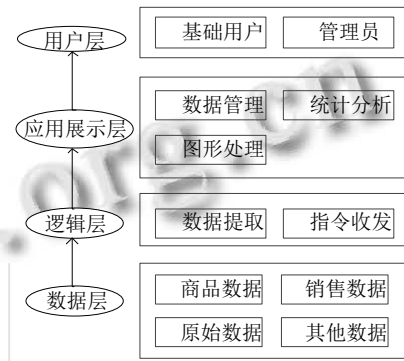 用户层
基础用户 管理员
应用展示层
数据管理 统计分析
图形处理
逻辑层
数据提取 指令收发
数据层
商品数据 销售数据
原始数据 其他数据
.org.cn